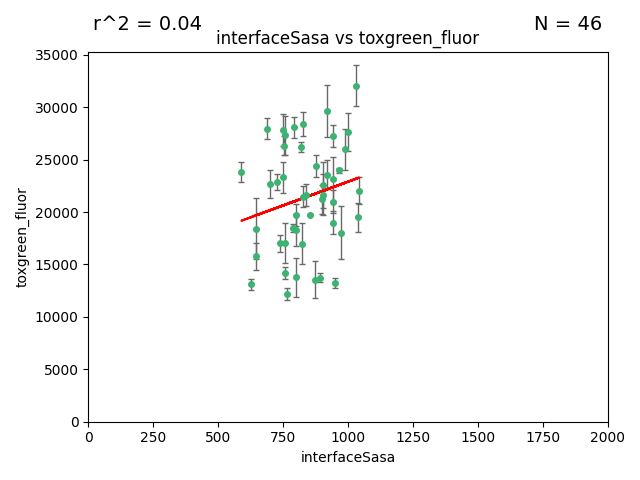 r^2 = 0.04
N = 46
interfaceSasa vs toxgreen_fluor
35000
30000
25000
20000
15000
10000
5000
0
toxgreen_fluor
0 250 500 750 1000 1250 1500 1750 2000
interfaceSasa